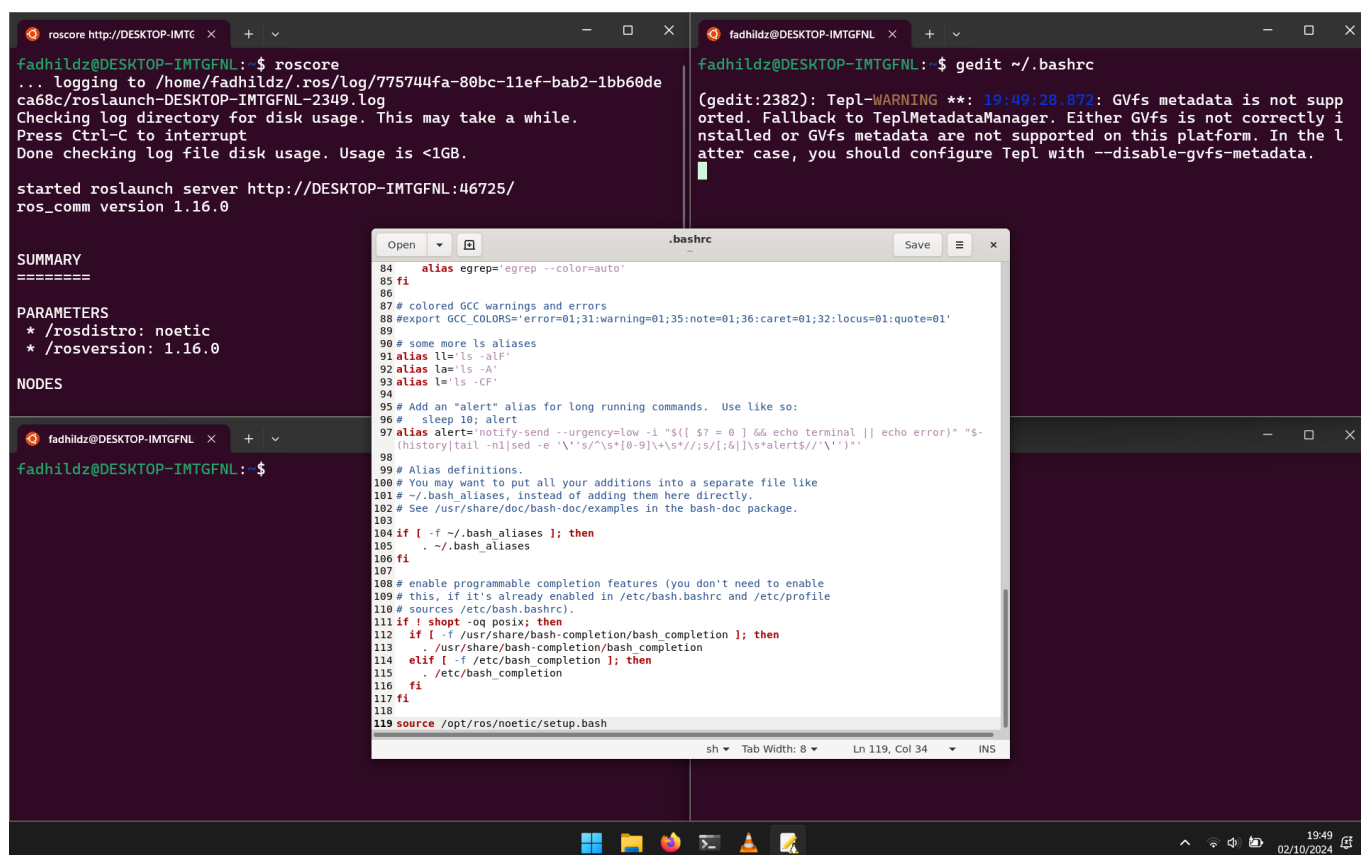 roscore http://DESKTOP-IMTG
fadhildz@DESKTOP-IMTGFNL:~$ roscore
... logging to /home/fadhildz/.ros/log/775744fa-80bc-11ef-bab2-1bb60de
ca68c/roslaunch-DESKTOP-IMTGFNL-2349.log
Checking log directory for disk usage. This may take a while.
Press Ctrl-C to interrupt
Done checking log file disk usage. Usage is <1GB.
started roslaunch server http://DESKTOP-IMTGFNL:46725/
ros_comm version 1.16.0
SUMMARY
========
PARAMETERS
* /rosdistro: noetic
* /rosversion: 1.16.0
NODES
fadhildz@DESKTOP-IMTGFNL
fadhildz@DESKTOP-IMTGFNL:~$ gedit ~/.bashrc
(gedit:2382): Tepl-WARNING **: 19:49:28.872: GVfs metadata is not supp
orted. Fallback to TeplMetadataManager. Either GVfs is not correctly i
nstalled or GVfs metadata are not supported on this platform. In the l
atter case, you should configure Tepl with --disable-gvfs-metadata.
fadhildz@DESKTOP-IMTGFNL
fadhildz@DESKTOP-IMTGFNL:~$
Open .bashrc Save
~
84     alias egrep='egrep --color=auto'
85 fi
86
87 # colored GCC warnings and errors
88 #export GCC_COLORS='error=01;31:warning=01;35:note=01;36:caret=01;32:locus=01:quote=01'
89
90 # some more ls aliases
91 alias ll='ls -alF'
92 alias la='ls -A'
93 alias l='ls -CF'
94
95 # Add an "alert" alias for long running commands.  Use like so:
96 #   sleep 10; alert
97 alias alert='notify-send --urgency=low -i "$([ $? = 0 ] && echo terminal || echo error)" "$-
(history|tail -n1|sed -e '\''s/^\s*[0-9]\+\s*//;s/[;&|]\s*alert$//'\'')"'
98
99 # Alias definitions.
100 # You may want to put all your additions into a separate file like
101 # ~/.bash_aliases, instead of adding them here directly.
102 # See /usr/share/doc/bash-doc/examples in the bash-doc package.
103
104 if [ -f ~/.bash_aliases ]; then
105     . ~/.bash_aliases
106 fi
107
108 # enable programmable completion features (you don't need to enable
109 # this, if it's already enabled in /etc/bash.bashrc and /etc/profile
110 # sources /etc/bash.bashrc).
111 if ! shopt -oq posix; then
112   if [ -f /usr/share/bash-completion/bash_completion ]; then
113     . /usr/share/bash-completion/bash_completion
114   elif [ -f /etc/bash_completion ]; then
115     . /etc/bash_completion
116   fi
117 fi
118
119 source /opt/ros/noetic/setup.bash
sh Tab Width: 8 Ln 119, Col 34 INS
19:49
02/10/2024